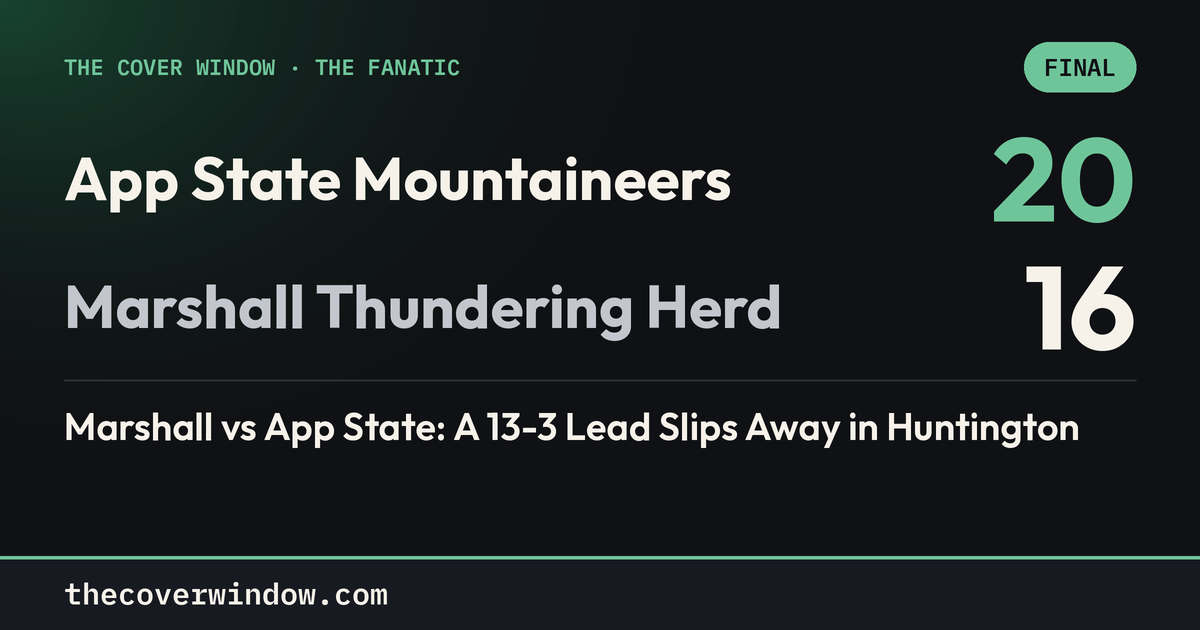 THE COVER WINDOW · THE FANATIC
FINAL
App State Mountaineers
20
Marshall Thundering Herd
16
Marshall vs App State: A 13-3 Lead Slips Away in Huntington
thecoverwindow.com